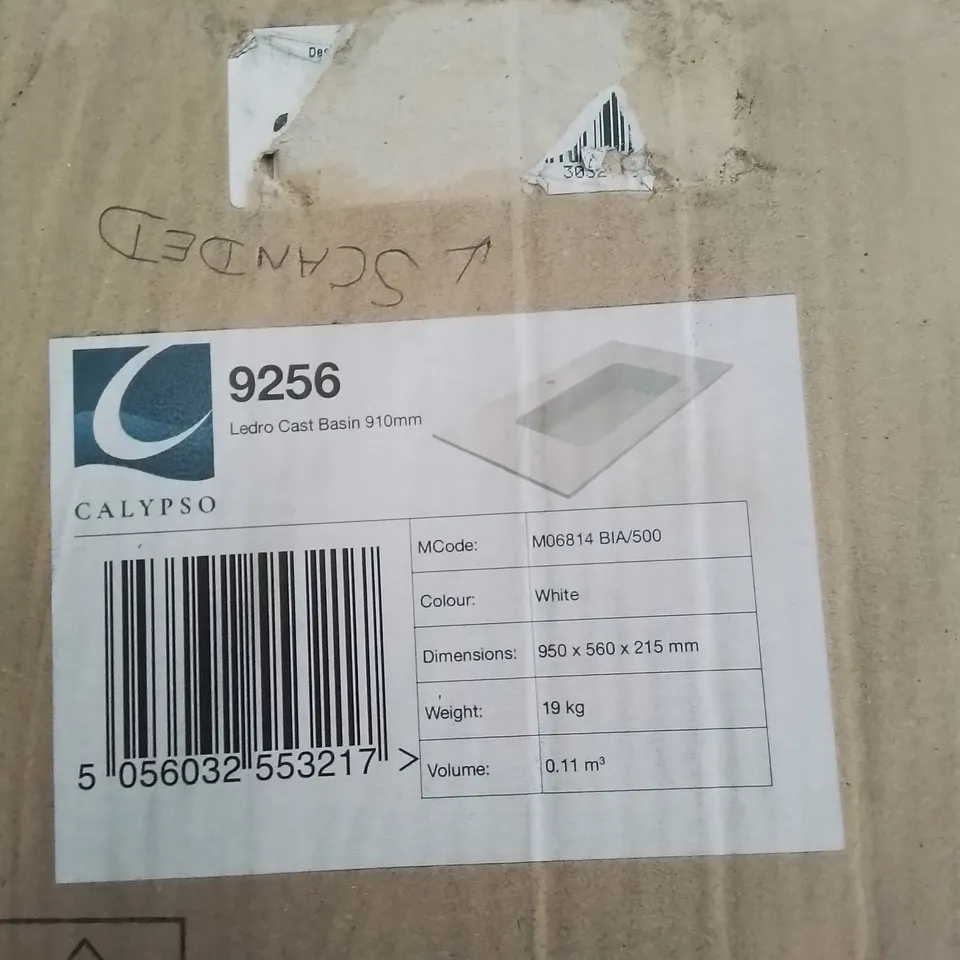 Des
3052
SCANDED
9256
Ledro Cast Basin 910mm
CALYPSO
MCode: M06814 BIA/500
Colour: White
Dimensions: 950 x 560 x 215 mm
Weight: 19 kg
Volume: 0.11 m³
5 056032 553217 >